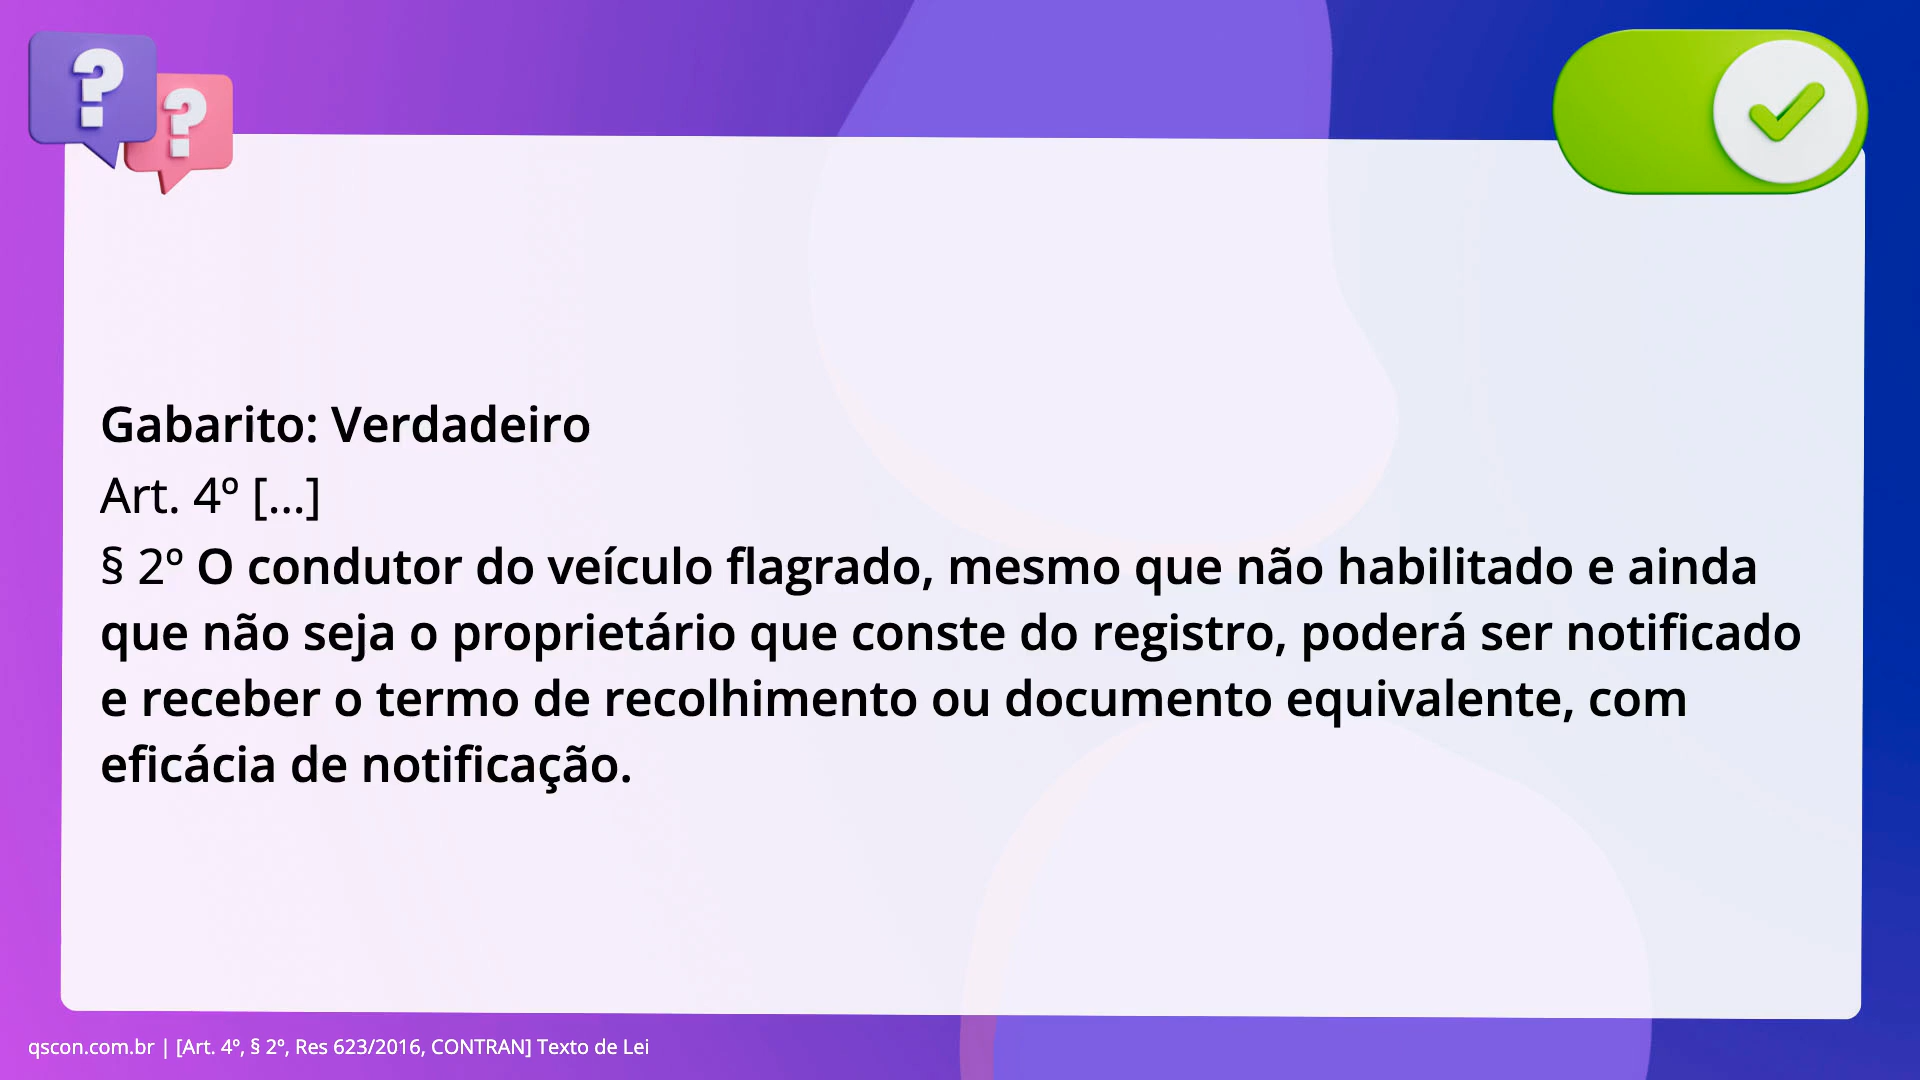 Gabarito: Verdadeiro
Art. 4º [...]
§ 2º O condutor do veículo flagrado, mesmo que não habilitado e ainda
que não seja o proprietário que conste do registro, poderá ser notificado
e receber o termo de recolhimento ou documento equivalente, com
eficácia de notificação.
qscon.com.br | [Art. 4º, § 2º, Res 623/2016, CONTRAN] Texto de Lei